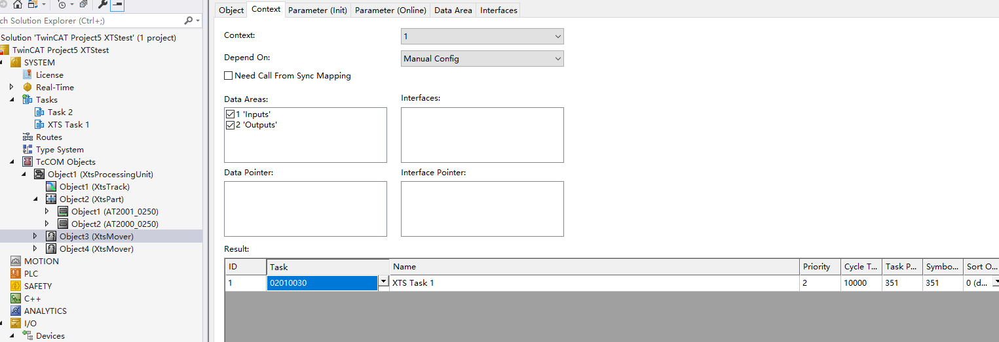 ch Solution Explorer (Ctrl+;)
Solution 'TwinCAT Project5 XTStest' (1 project)
TwinCAT Project5 XTStest
SYSTEM
License
Real-Time
Tasks
Task 2
XTS Task 1
Routes
Type System
TcCOM Objects
Object1 (XtsProcessingUnit)
Object1 (XtsTrack)
Object2 (XtsPart)
Object1 (AT2001_0250)
Object2 (AT2000_0250)
Object3 (XtsMover)
Object4 (XtsMover)
MOTION
PLC
SAFETY
C++
ANALYTICS
I/O
Devices
Object Context Parameter (Init) Parameter (Online) Data Area Interfaces
Context: 1
Depend On: Manual Config
Need Call From Sync Mapping
Data Areas: Interfaces:
1 'Inputs'
2 'Outputs'
Data Pointer: Interface Pointer:
Result:
ID Task Name Priority Cycle T... Task P... Symbo... Sort O...
1 02010030 XTS Task 1 2 10000 351 351 0 (d...